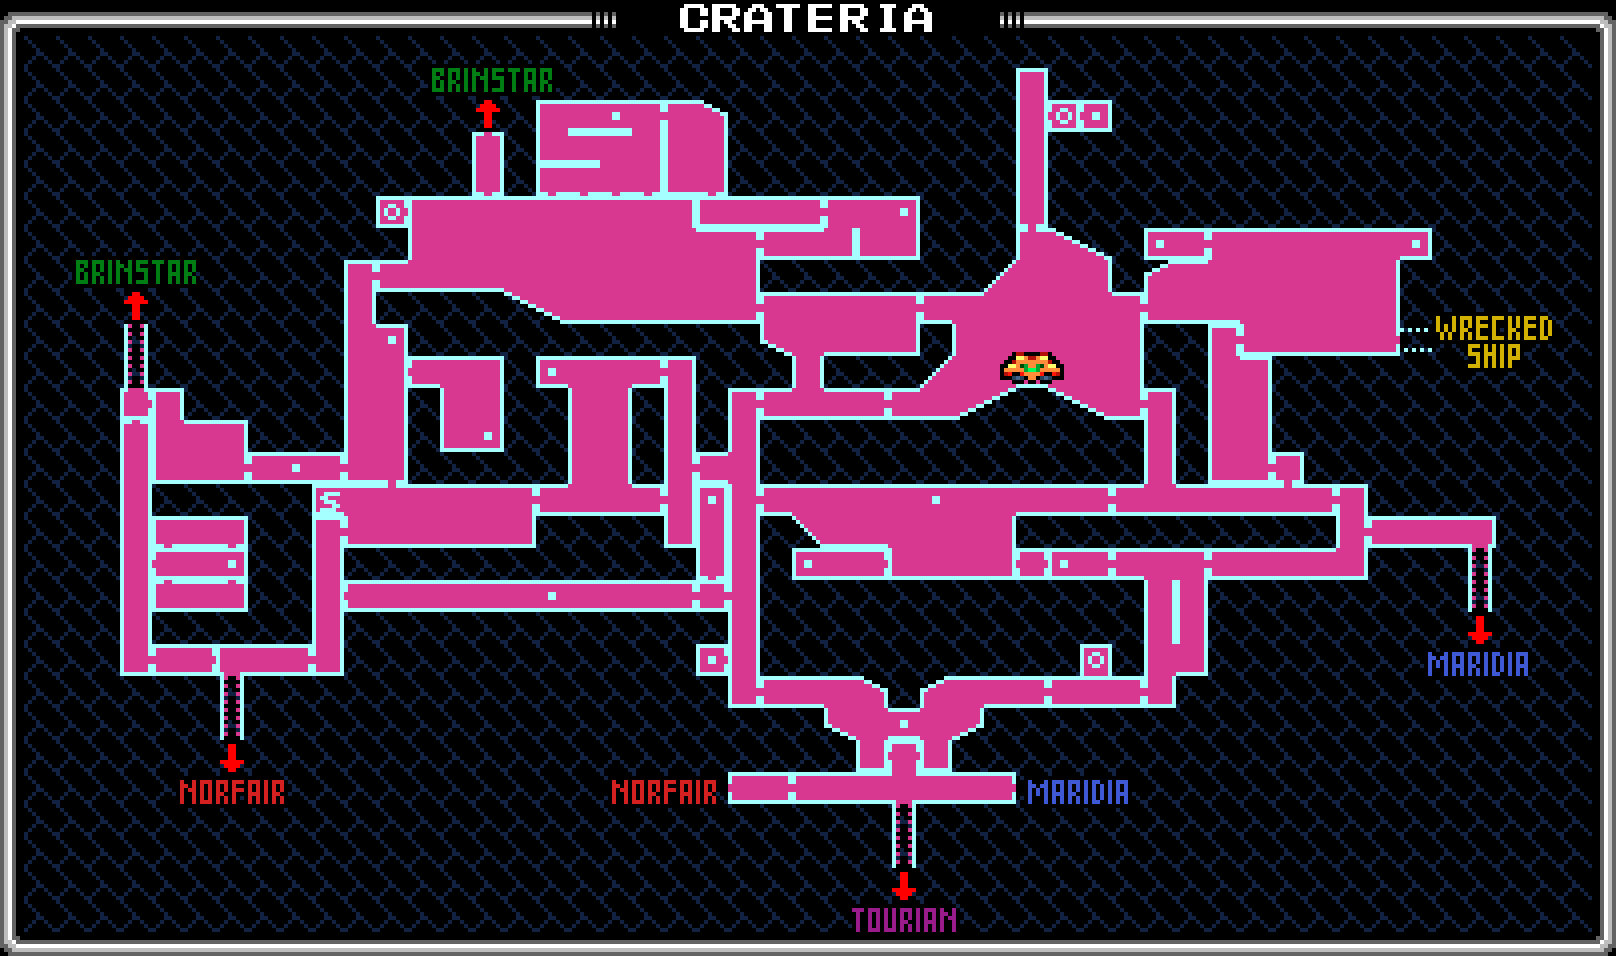 CRATERIA
BRINSTAR
BRINSTAR
WRECKED
SHIP
S
MARIDIA
NORFAIR
NORFAIR
MARIDIA
TOURIAN